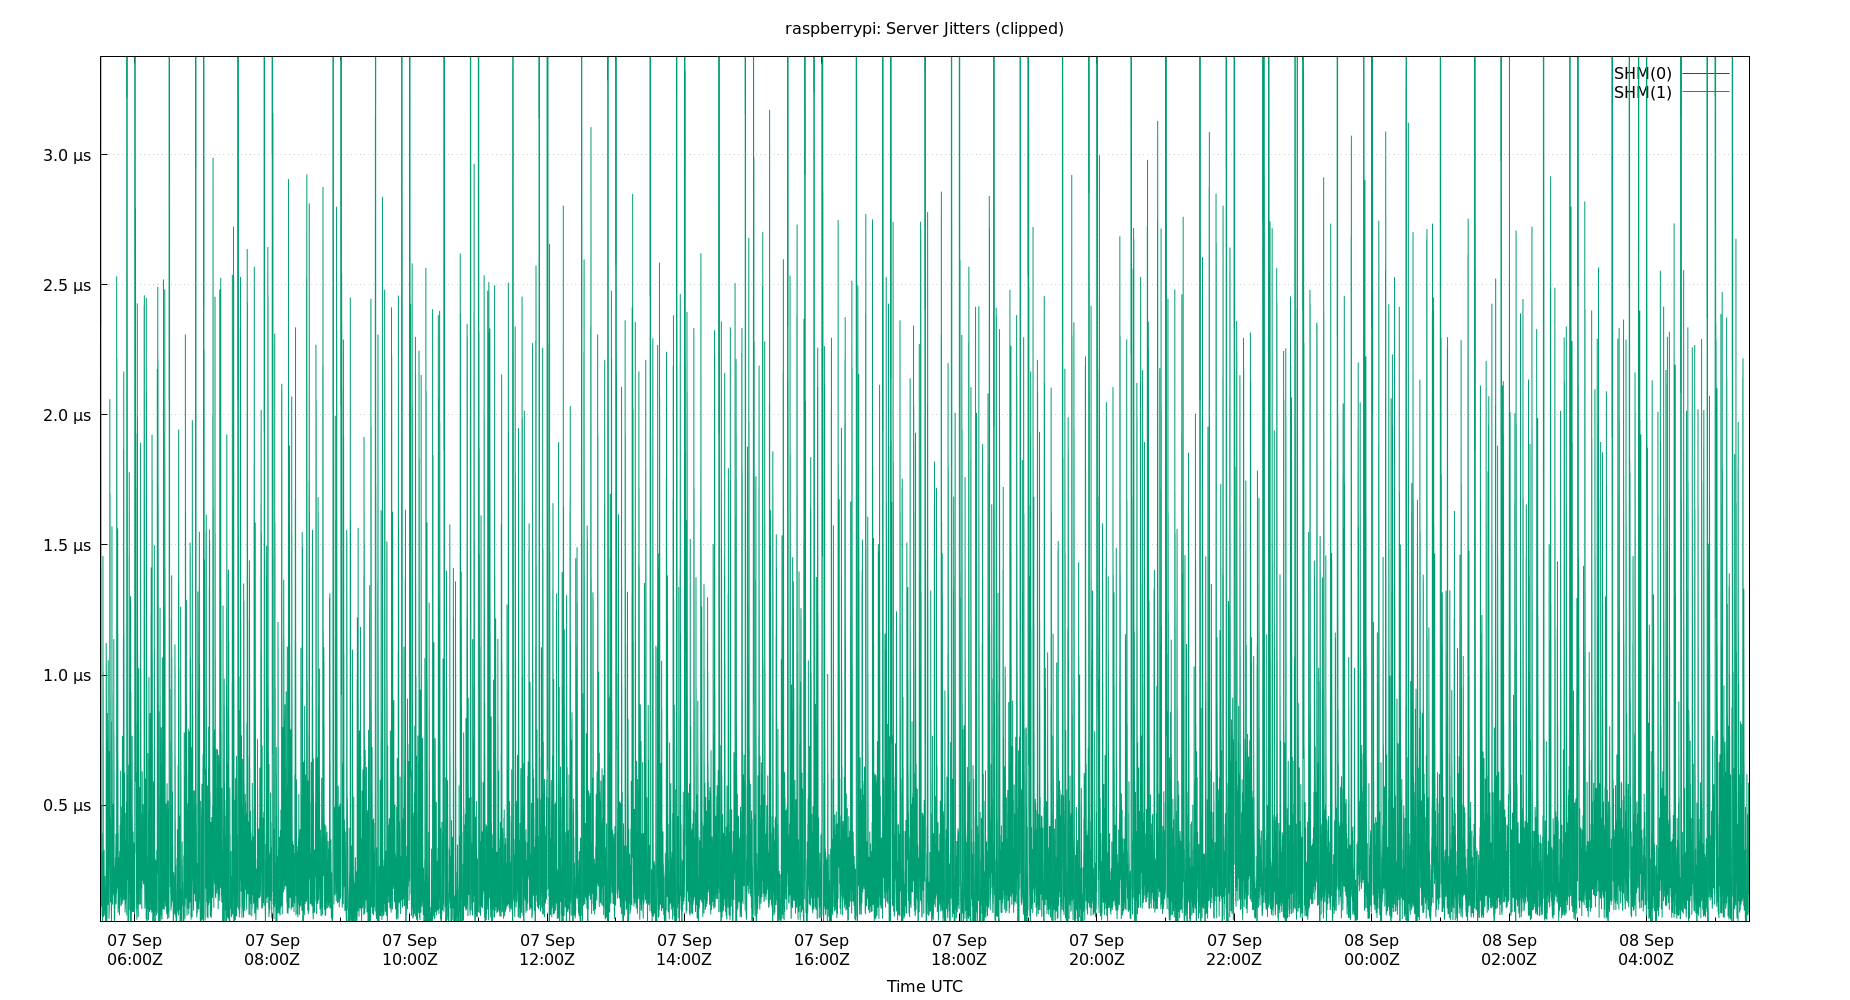 raspberrypi: Server Jitters (clipped)
SHM(0)
SHM(1)
3.0 µs
2.5 µs
2.0 µs
1.5 µs
1.0 µs
0.5 µs
07 Sep 07 Sep 07 Sep 07 Sep 07 Sep 07 Sep 07 Sep 07 Sep 07 Sep 08 Sep 08 Sep 08 Sep
06:00Z 08:00Z 10:00Z 12:00Z 14:00Z 16:00Z 18:00Z 20:00Z 22:00Z 00:00Z 02:00Z 04:00Z
Time UTC